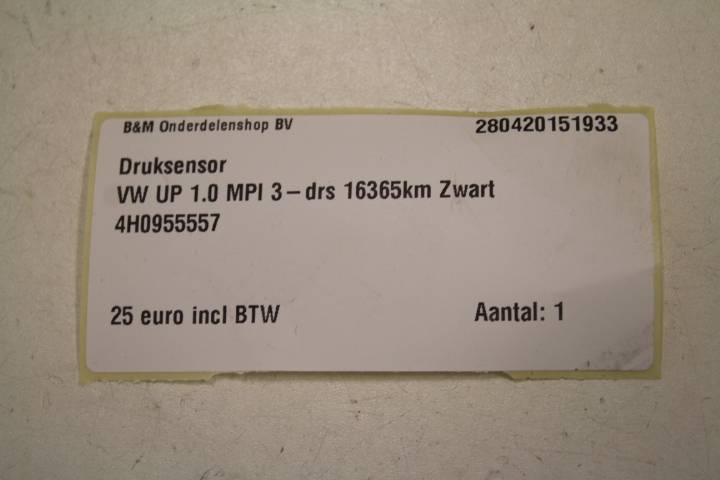 B&M Onderdelenshop BV 280420151933
Druksensor
VW UP 1.0 MPI 3-drs 16365km Zwart
4H0955557
25 euro incl BTW Aantal: 1